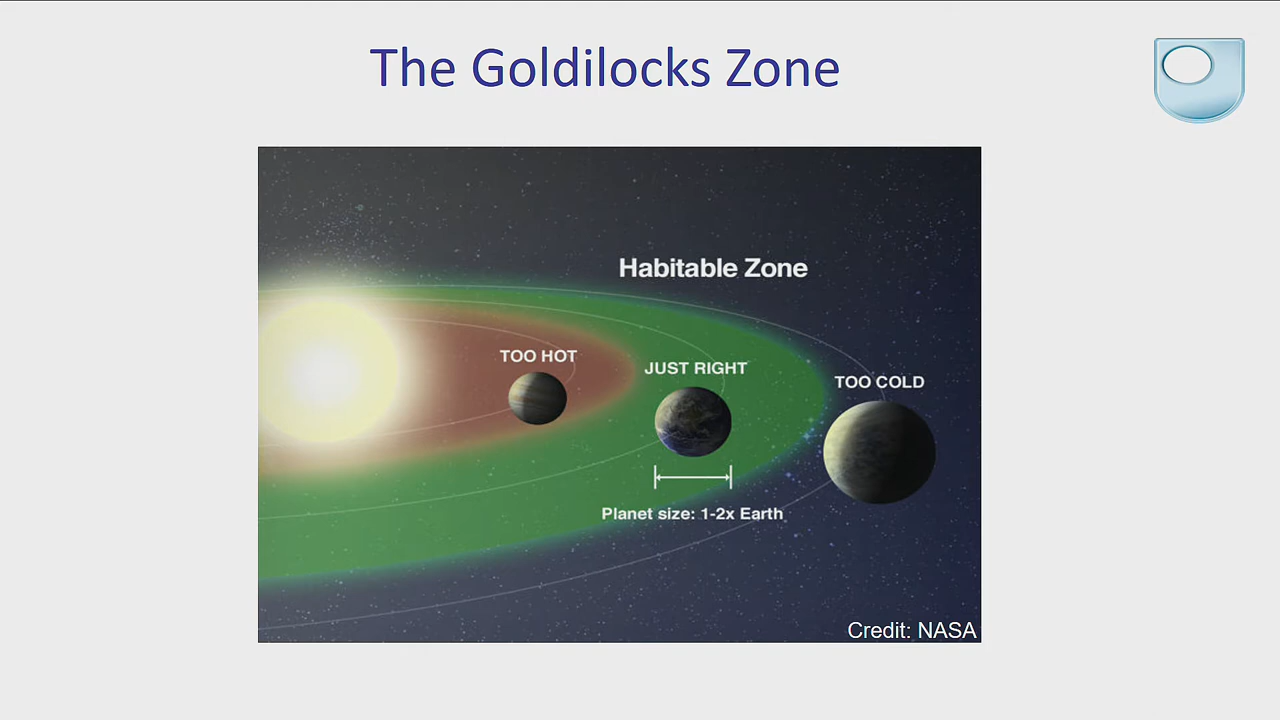 The Goldilocks Zone
Habitable Zone
TOO HOT
JUST RIGHT
TOO COLD
Planet size: 1-2x Earth
Credit: NASA